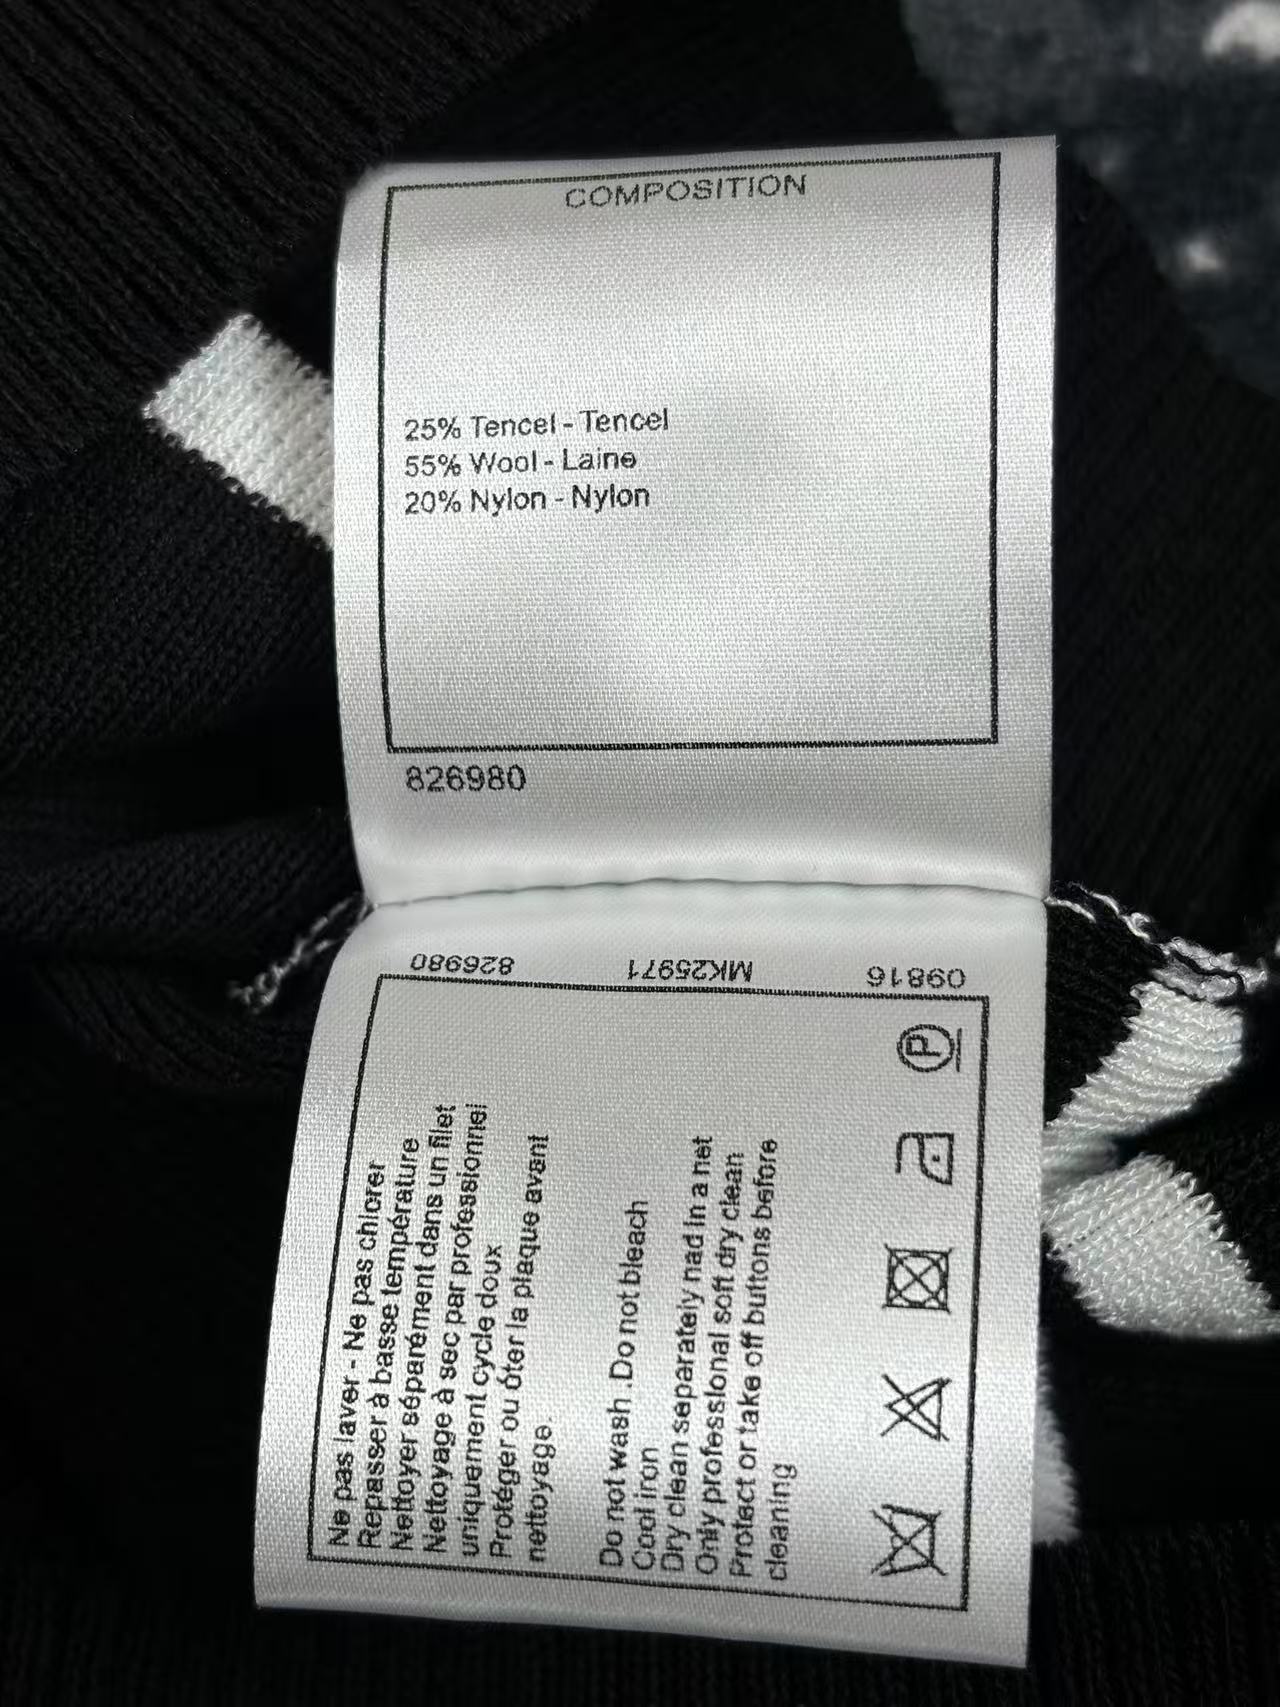 COMPOSITION
25% Tencel - Tencel
55% Wool - Laine
20% Nylon - Nylon
826980
826980
MK25971
09816
Ne pas laver - Ne pas chlorer
Repasser à basse température
Nettoyer séparément dans un filet
Nettoyage à sec par professionnel
uniquement cycle doux
Protéger ou ôter la plaque avant
nettoyage.
Do not wash . Do not bleach
Cool iron
Dry clean separately nad in a net
Only professional soft dry clean
Protect or take off buttons before
cleaning
P